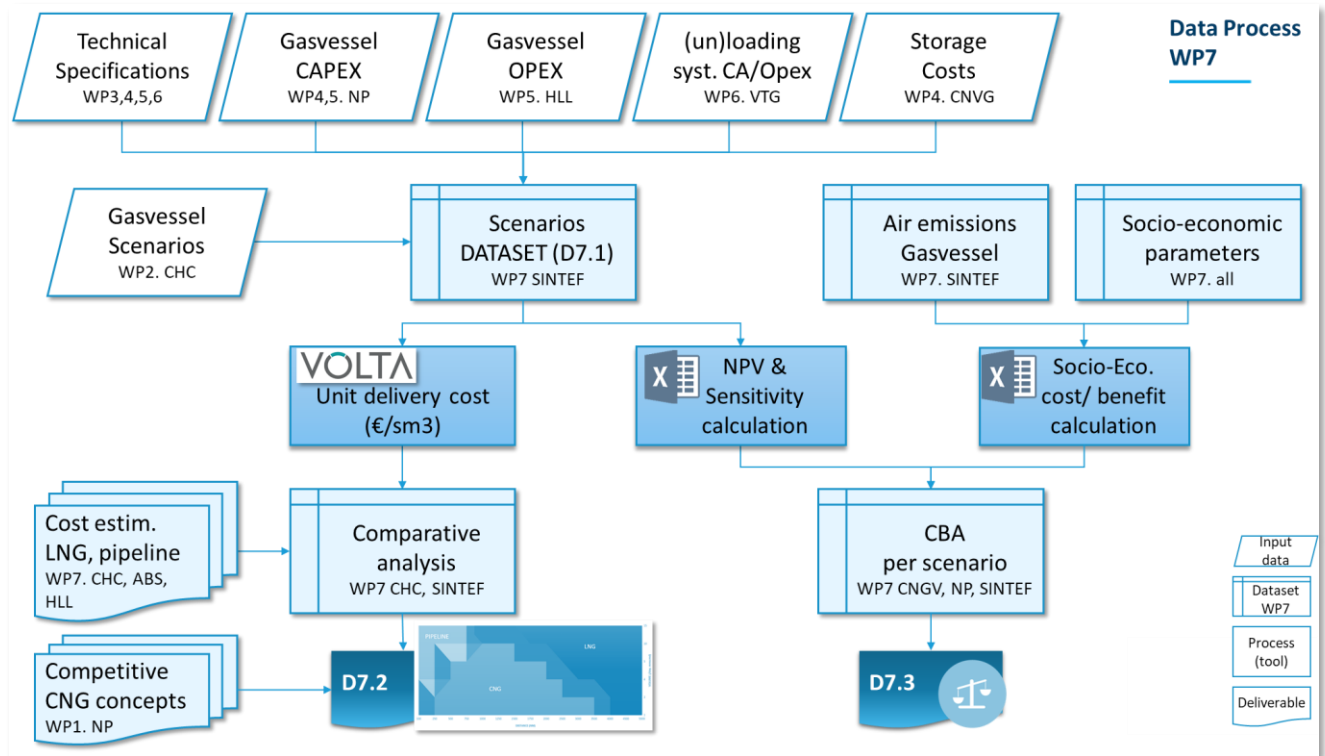 Technical
Specifications
WP3,4,5,6
Gasvessel
CAPEX
WP4,5. NP
Gasvessel
OPEX
WP5. HLL
(un)loading
syst. CA/Opex
WP6. VTG
Storage
Costs
WP4. CNVG
Data Process
WP7
Gasvessel
Scenarios
WP2. CHC
Scenarios
DATASET (D7.1)
WP7 SINTEF
Air emissions
Gasvessel
WP7. SINTEF
Socio-economic
parameters
WP7. all
VOLTA
Unit delivery cost
(€/sm3)
X
NPV &
Sensitivity
calculation
X
Socio-Eco.
cost/ benefit
calculation
Cost estim.
LNG, pipeline
WP7. CHC, ABS,
HLL
Comparative
analysis
WP7 CHC, SINTEF
CBA
per scenario
WP7 CNGV, NP, SINTEF
Input
data
Dataset
WP7
Process
(tool)
Deliverable
Competitive
CNG concepts
WP1. NP
D7.2
PIPELINE
LNG
CNG
D7.3